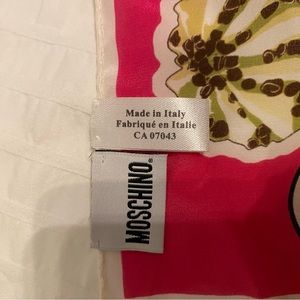 Made in Italy
Fabriqué en Italie
CA 07043
MOSCHINO®